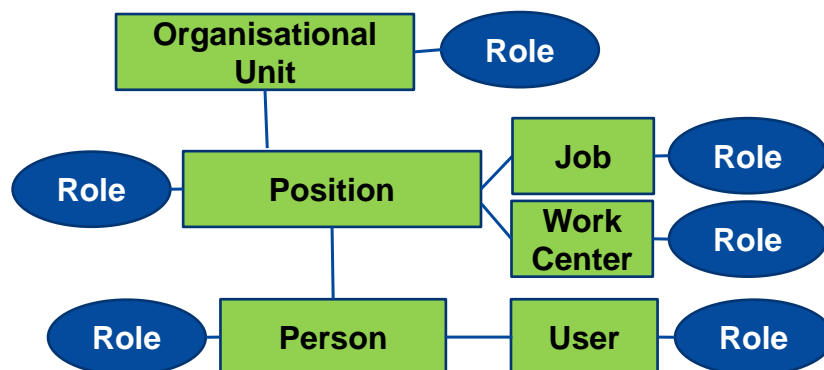 Organisational
Unit
Role
Role
Position
Job
Role
Work
Center
Role
Role
Person
User
Role